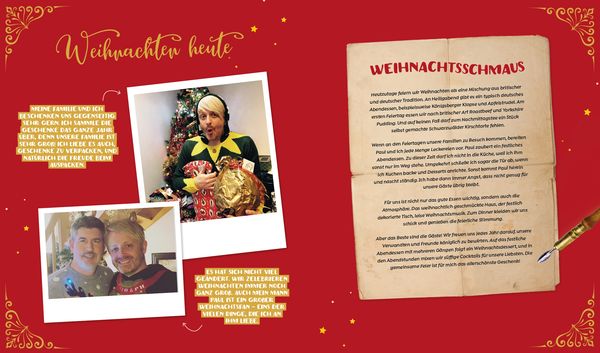 Weihnachten heute
MEINE FAMILIE UND ICH
BESCHENKEN UNS GEGENSEITIG
SEHR GERN. ICH SAMMLE DIE
GESCHENKE DAS GANZE JAHR
ÜBER, DENN UNSERE FAMILIE IST
SEHR GROß! ICH LIEBE ES AUCH,
GESCHENKE ZU VERPACKEN, UND
NATÜRLICH DIE FREUDE BEIM
AUSPACKEN.
ES HAT SICH NICHT VIEL
GEÄNDERT. WIR ZELEBRIEREN
WEIHNACHTEN IMMER NOCH
GANZ GROß. AUCH MEIN MANN
PAUL IST EIN GROßER
WEIHNACHTSFAN – EINS DER
VIELEN DINGE, DIE ICH AN
IHM LIEBE.
WEIHNACHTSSCHMAUS
Heutzutage feiern wir Weihnachten als eine Mischung aus britischer
und deutscher Tradition. An Heiligabend gibt es ein typisch deutsches
Abendessen, beispielsweise Königsberger Klopse und Apfelstrudel. Am
ersten Feiertag essen wir nach britischer Art Roastbeef und Yorkshire
Pudding. Und auf keinen Fall darf zum Nachmittagstee ein Stück
selbst gemachter Schwarzwälder Kirschtorte fehlen.
Wenn an den Feiertagen unsere Familien zu Besuch kommen, bereiten
Paul und ich jede Menge Leckereien vor. Paul zaubert ein festliches
Abendessen. Zu dieser Zeit darf ich nicht in die Küche, weil ich ihm
sonst nur im Weg stehe. Umgekehrt schließe ich sogar die Tür ab, wenn
ich Kuchen backe und Desserts anrichte. Sonst kommt Paul herein
und nascht ständig. Ich habe dann immer Angst, dass nicht genug für
unsere Gäste übrig bleibt.
Für uns ist nicht nur das gute Essen wichtig, sondern auch die
Atmosphäre. Das weihnachtlich geschmückte Haus, der festlich
dekorierte Tisch, leise Weihnachtsmusik. Zum Dinner kleiden wir uns
schick und genießen die feierliche Stimmung.
Aber das Beste sind die Gäste! Wir freuen uns jedes Jahr darauf, unsere
Verwandten und Freunde königlich zu bewirten. Auf das festliche
Abendessen mit mehreren Gängen folgt ein Weihnachtsdessert, und in
den Abendstunden mixen wir süffige Cocktails für unsere Liebsten. Die
gemeinsame Feier ist für mich das allerschönste Geschenk!